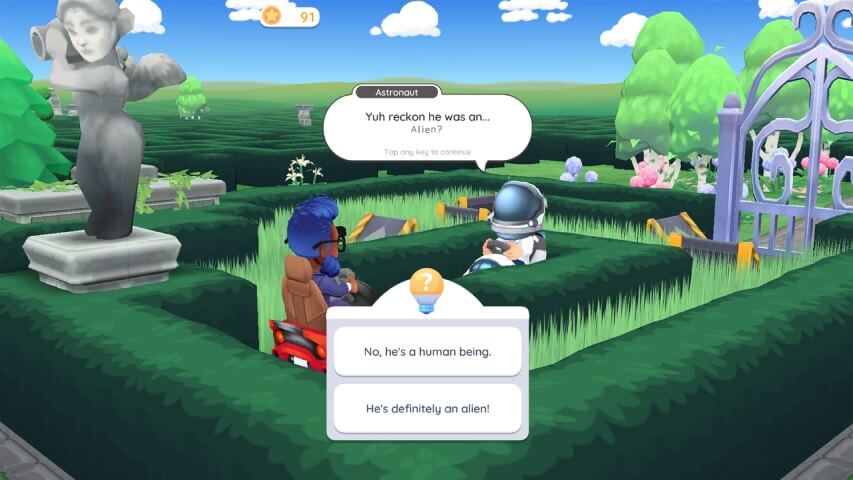 91
Astronaut
Yuh reckon he was an...
Alien?
Tap any key to continue
?
No, he's a human being.
He's definitely an alien!